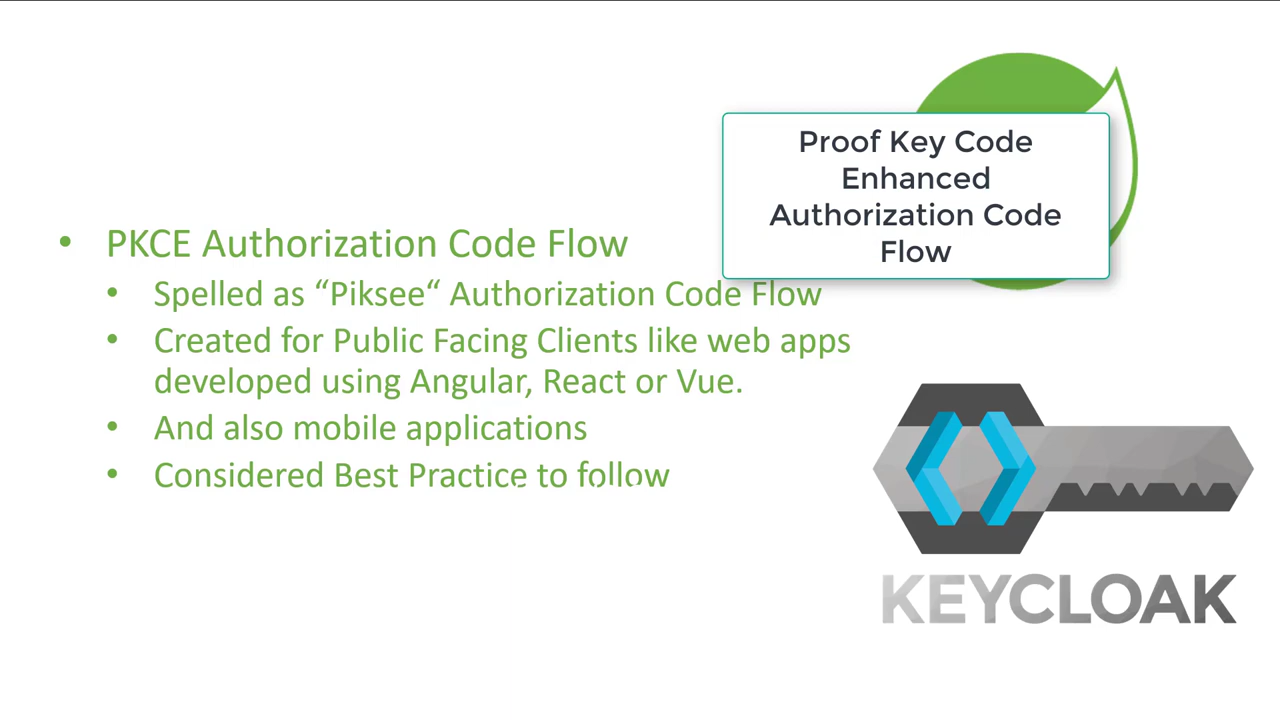 Proof Key Code
Enhanced
Authorization Code
Flow
• PKCE Authorization Code Flow
• Spelled as “Piksee“ Authorization Code Flow
• Created for Public Facing Clients like web apps
developed using Angular, React or Vue.
• And also mobile applications
• Considered Best Practice to follow
KEYCLOAK